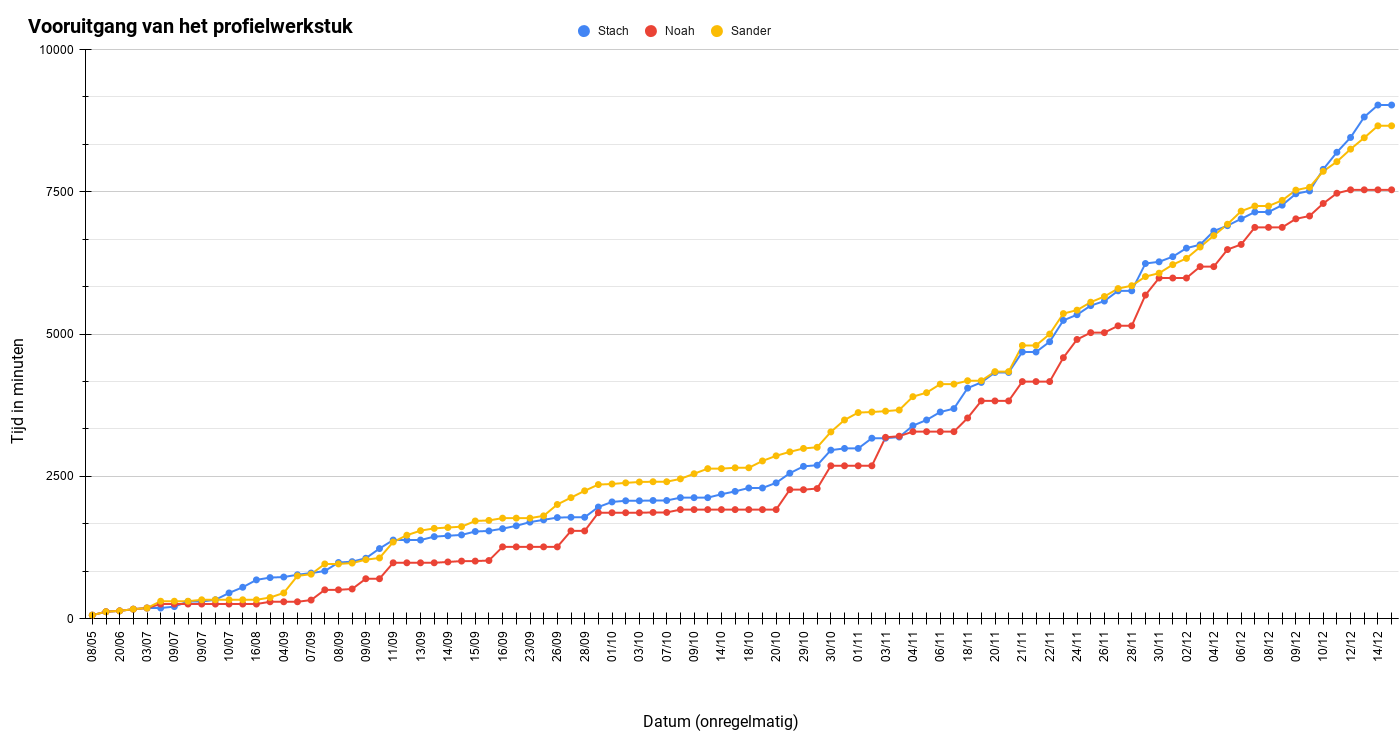 Vooruitgang van het profielwerkstuk
Stach Noah Sander
10000
7500
5000
2500
0
Tijd in minuten
08/05 20/06 03/07 09/07 09/07 10/07 16/08 04/09 07/09 08/09 09/09 11/09 13/09 14/09 15/09 16/09 23/09 26/09 28/09 01/10 03/10 07/10 09/10 14/10 18/10 20/10 29/10 30/10 01/11 03/11 04/11 06/11 18/11 20/11 21/11 22/11 24/11 26/11 28/11 30/11 02/12 04/12 06/12 08/12 09/12 10/12 12/12 14/12
Datum (onregelmatig)